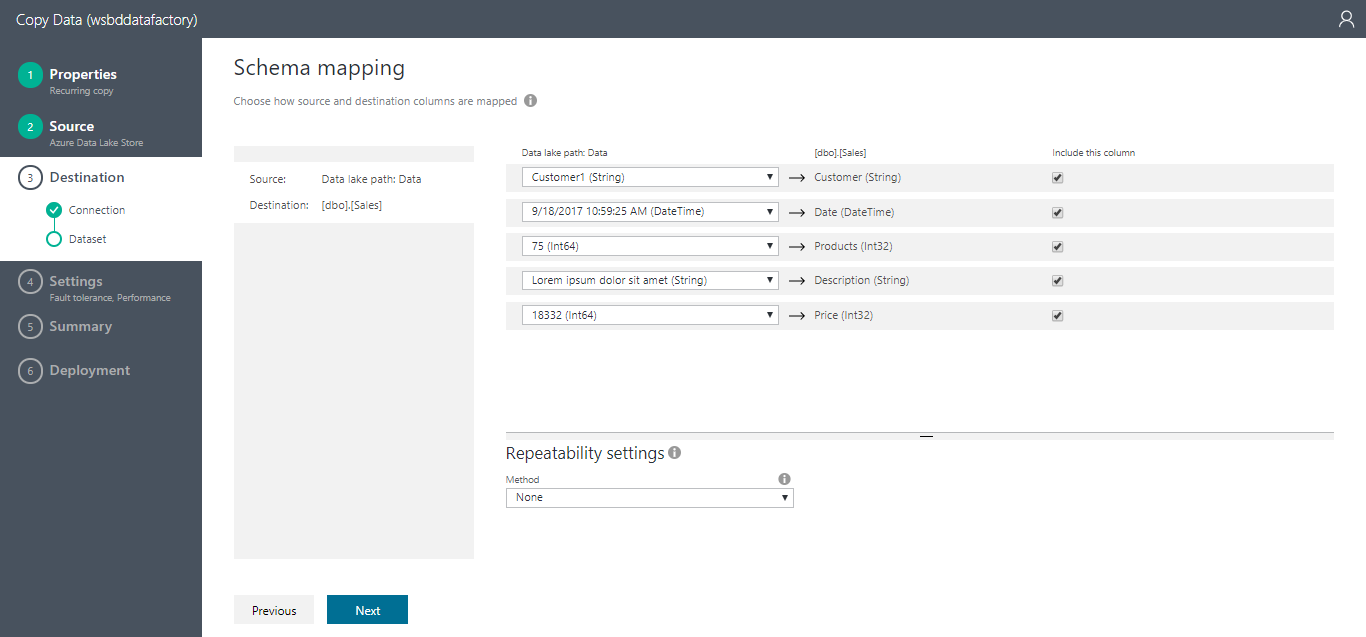 Copy Data (wsbddatafactory)
1 Properties
Recurring copy
2 Source
Azure Data Lake Store
3 Destination
Connection
Dataset
4 Settings
Fault tolerance, Performance
5 Summary
6 Deployment
Schema mapping
Choose how source and destination columns are mapped
Source: Data lake path: Data
Destination: [dbo].[Sales]
Data lake path: Data [dbo].[Sales] Include this column
Customer1 (String) Customer (String)
9/18/2017 10:59:25 AM (DateTime) Date (DateTime)
75 (Int64) Products (Int32)
Lorem ipsum dolor sit amet (String) Description (String)
18332 (Int64) Price (Int32)
Repeatability settings
Method
None
Previous Next